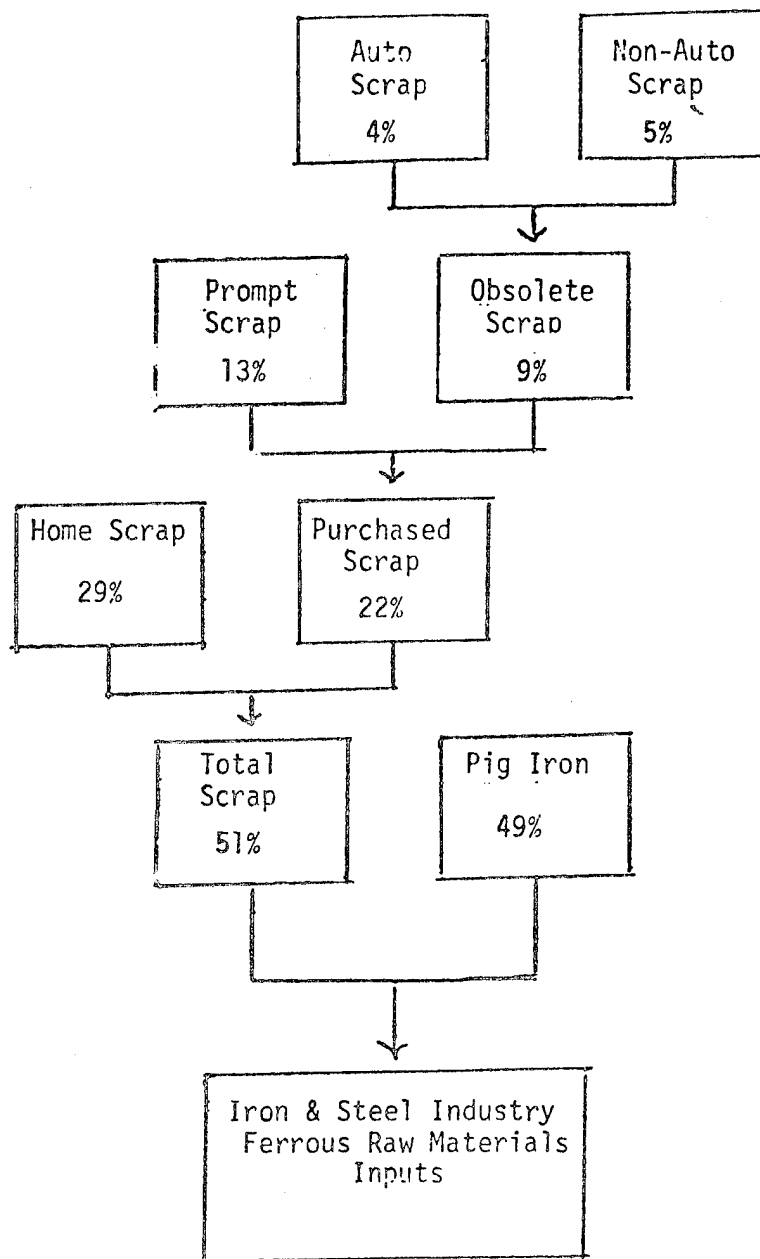 Auto
Scrap
4%
Non-Auto
Scrap
5%
Prompt
Scrap
13%
Obsolete
Scrap
9%
Home Scrap
29%
Purchased
Scrap
22%
Total
Scrap
51%
Pig Iron
49%
Iron & Steel Industry
Ferrous Raw Materials
Inputs